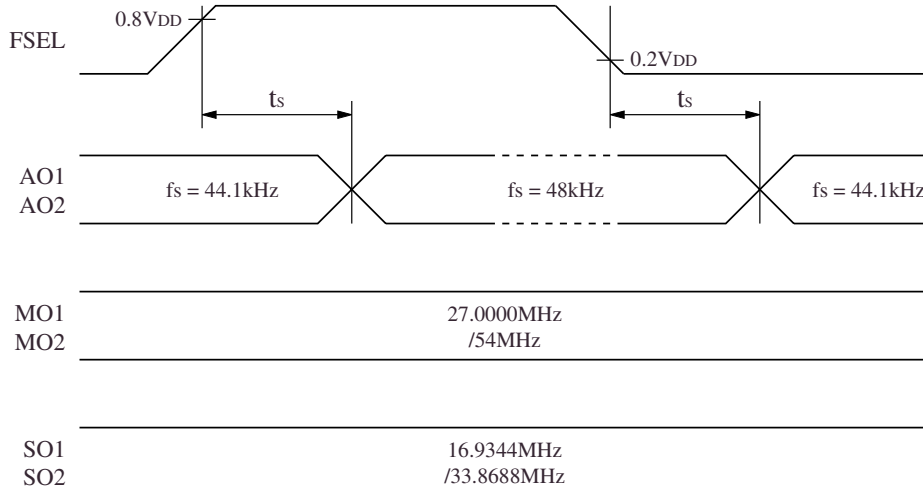 0.8VDD
FSEL
0.2VDD
ts
ts
AO1
AO2
fs = 44.1kHz
fs = 48kHz
fs = 44.1kHz
MO1
MO2
27.0000MHz
/54MHz
SO1
SO2
16.9344MHz
/33.8688MHz